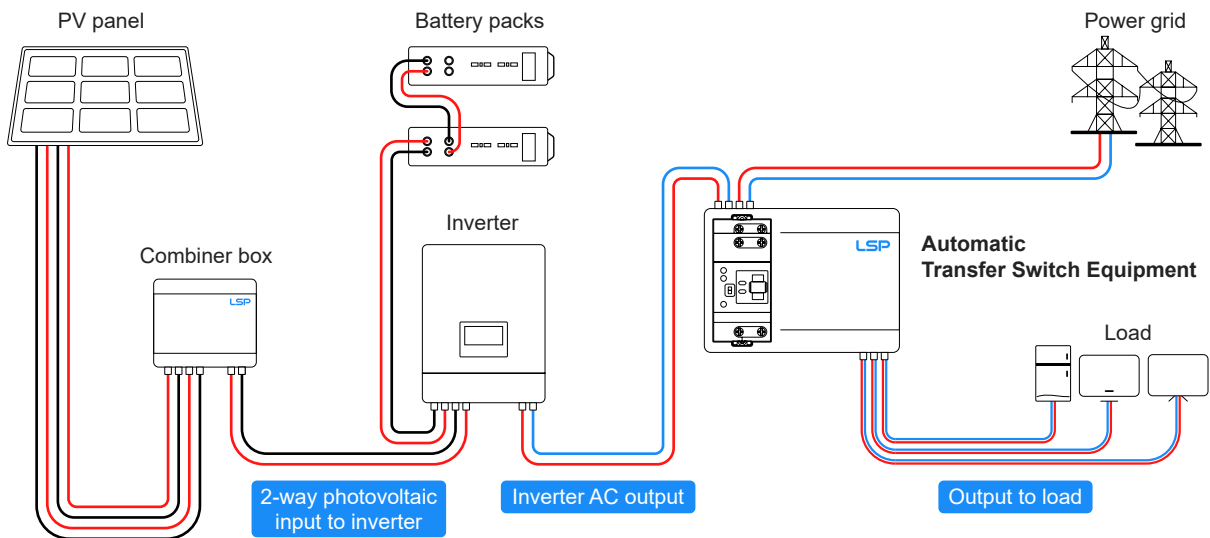 PV panel
Battery packs
Power grid
Inverter
Combiner box
LSP
LSP
Automatic
Transfer Switch Equipment
Load
2-way photovoltaic
input to inverter
Inverter AC output
Output to load